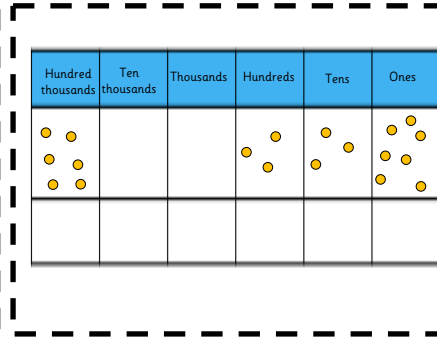 Hundred thousands
Ten thousands
Thousands
Hundreds
Tens
Ones